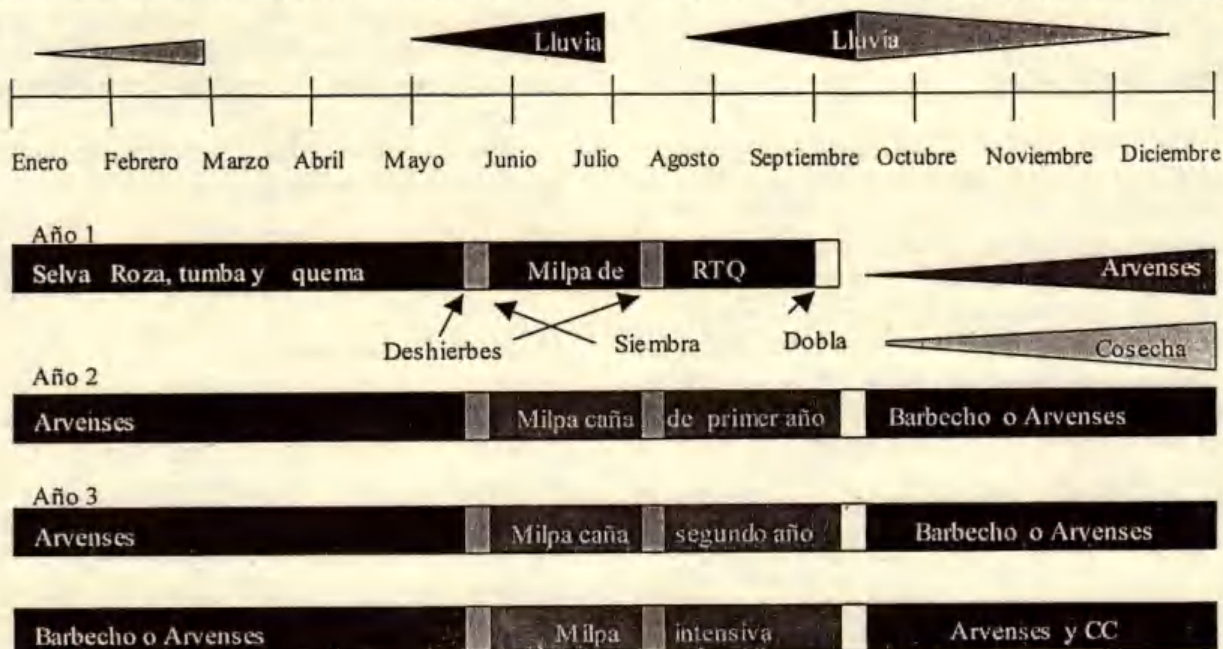 Lluvia Lluvia
Enero Febrero Marzo Abril Mayo Junio Julio Agosto Septiembre Octubre Noviembre Diciembre
Año 1
Selva Roza, tumba y quema Milpa de RTQ Arvenses
Deshierbes Siembra Dobla Cosecha
Año 2
Arvenses Milpa caña de primer año Barbecho o Arvenses
Año 3
Arvenses Milpa caña segundo año Barbecho o Arvenses
Barbecho o Arvenses Milpa intensiva Arvenses y CC